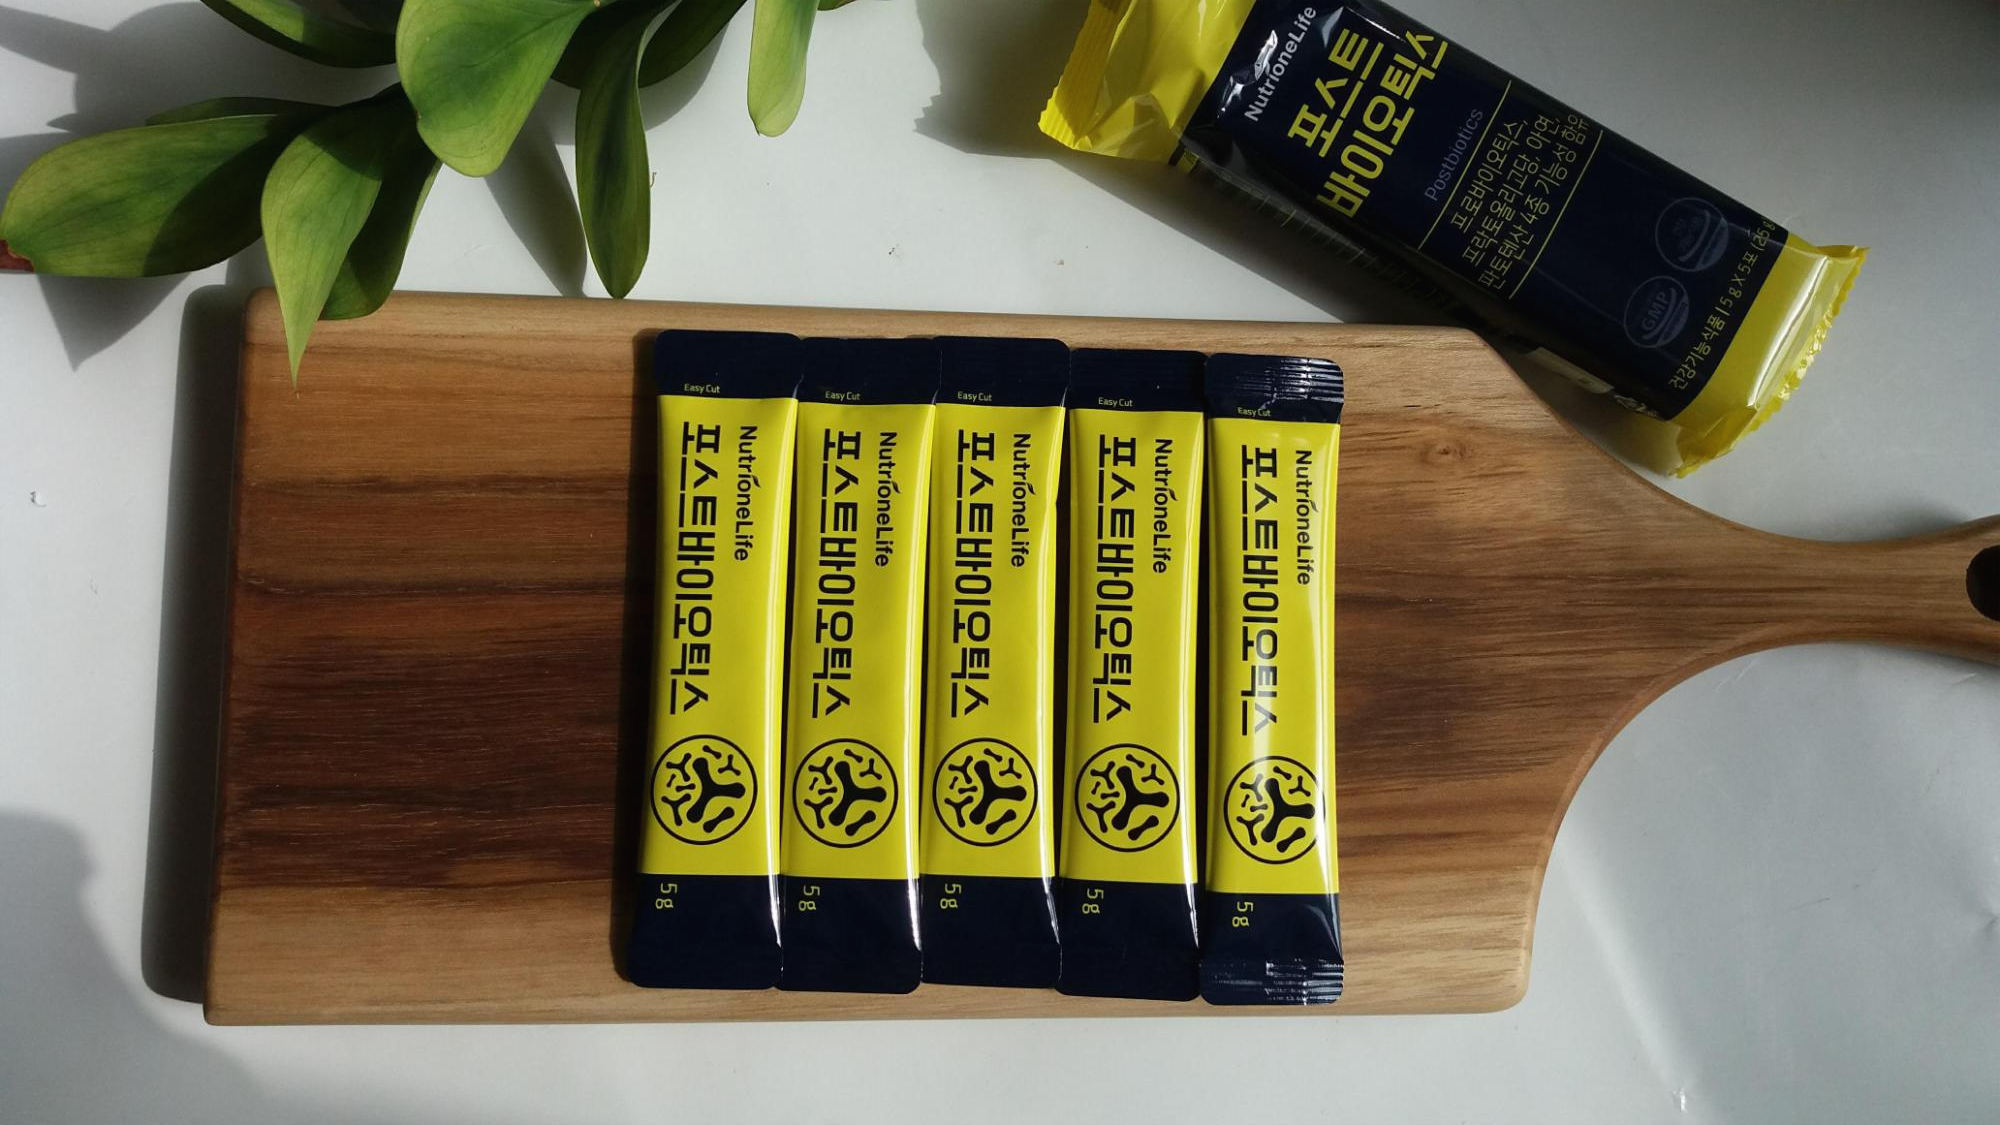 NutrioneLife
포스트
바이오틱스
Postbiotics
프로바이오틱스,
프락토올리고당, 아연,
판토텐산 4종 기능성 함유
GMP
건강기능식품 | 5 g X 5포 (25 g)
Easy Cut
NutrioneLife
포스트바이오틱스
5g
Easy Cut
NutrioneLife
포스트바이오틱스
5g
Easy Cut
NutrioneLife
포스트바이오틱스
5g
Easy Cut
NutrioneLife
포스트바이오틱스
5g
Easy Cut
NutrioneLife
포스트바이오틱스
5g